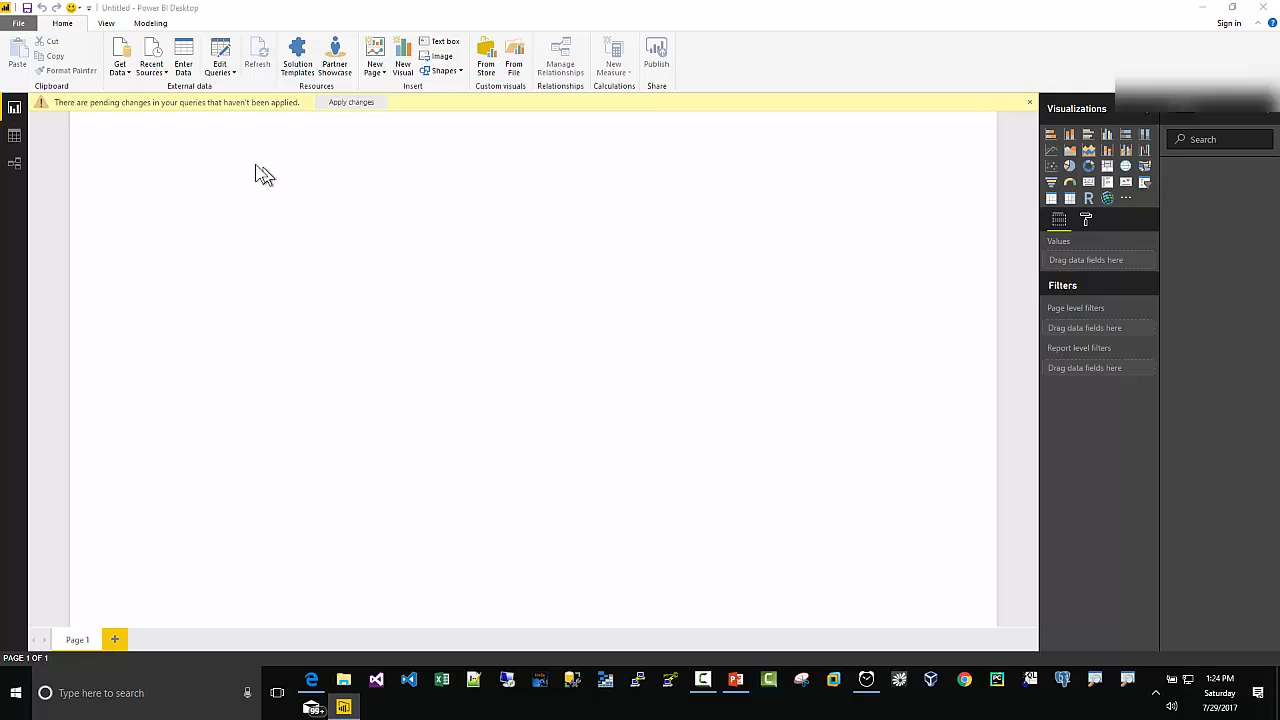 Untitled - Power BI Desktop
File Home View Modeling Sign in
Cut
Copy
Format Painter
Paste
Get Data
Recent Sources
Enter Data
Edit Queries
Refresh
Solution Templates
Partner Showcase
New Page
New Visual
Text box
Image
Shapes
From Store
From File
Manage Relationships
New Measure
Publish
Clipboard External data Resources Insert Custom visuals Relationships Calculations Share
There are pending changes in your queries that haven't been applied. Apply changes
Visualizations
Search
R
Values
Drag data fields here
Filters
Page level filters
Drag data fields here
Report level filters
Drag data fields here
Page 1
PAGE 1 OF 1
Type here to search
99+
1:24 PM
Saturday
7/29/2017